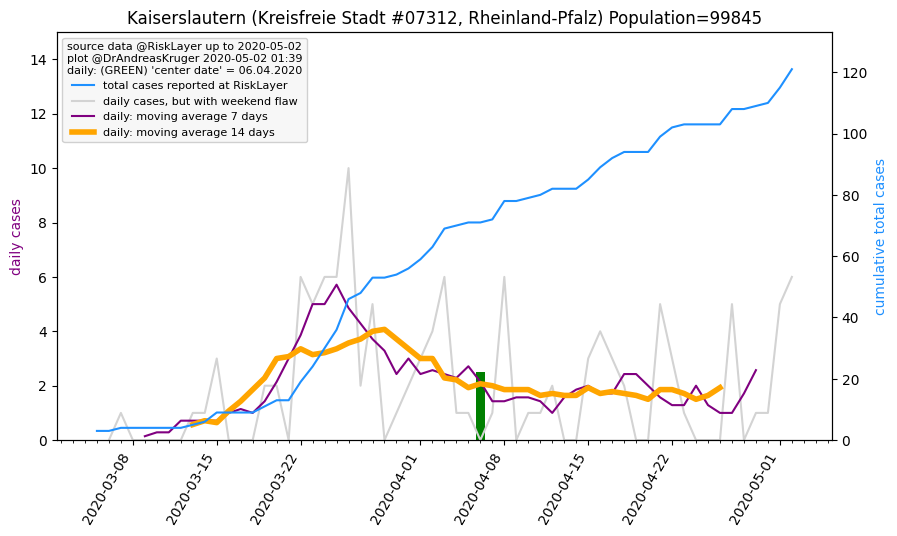 Kaiserslautern (Kreisfreie Stadt #07312, Rheinland-Pfalz) Population=99845
source data @RiskLayer up to 2020-05-02
plot @DrAndreasKruger 2020-05-02 01:39
daily: (GREEN) 'center date' = 06.04.2020
total cases reported at RiskLayer
daily cases, but with weekend flaw
daily: moving average 7 days
daily: moving average 14 days
daily cases
14
12
10
8
6
4
2
0
cumulative total cases
120
100
80
60
40
20
0
2020-03-08
2020-03-15
2020-03-22
2020-04-01
2020-04-08
2020-04-15
2020-04-22
2020-05-01